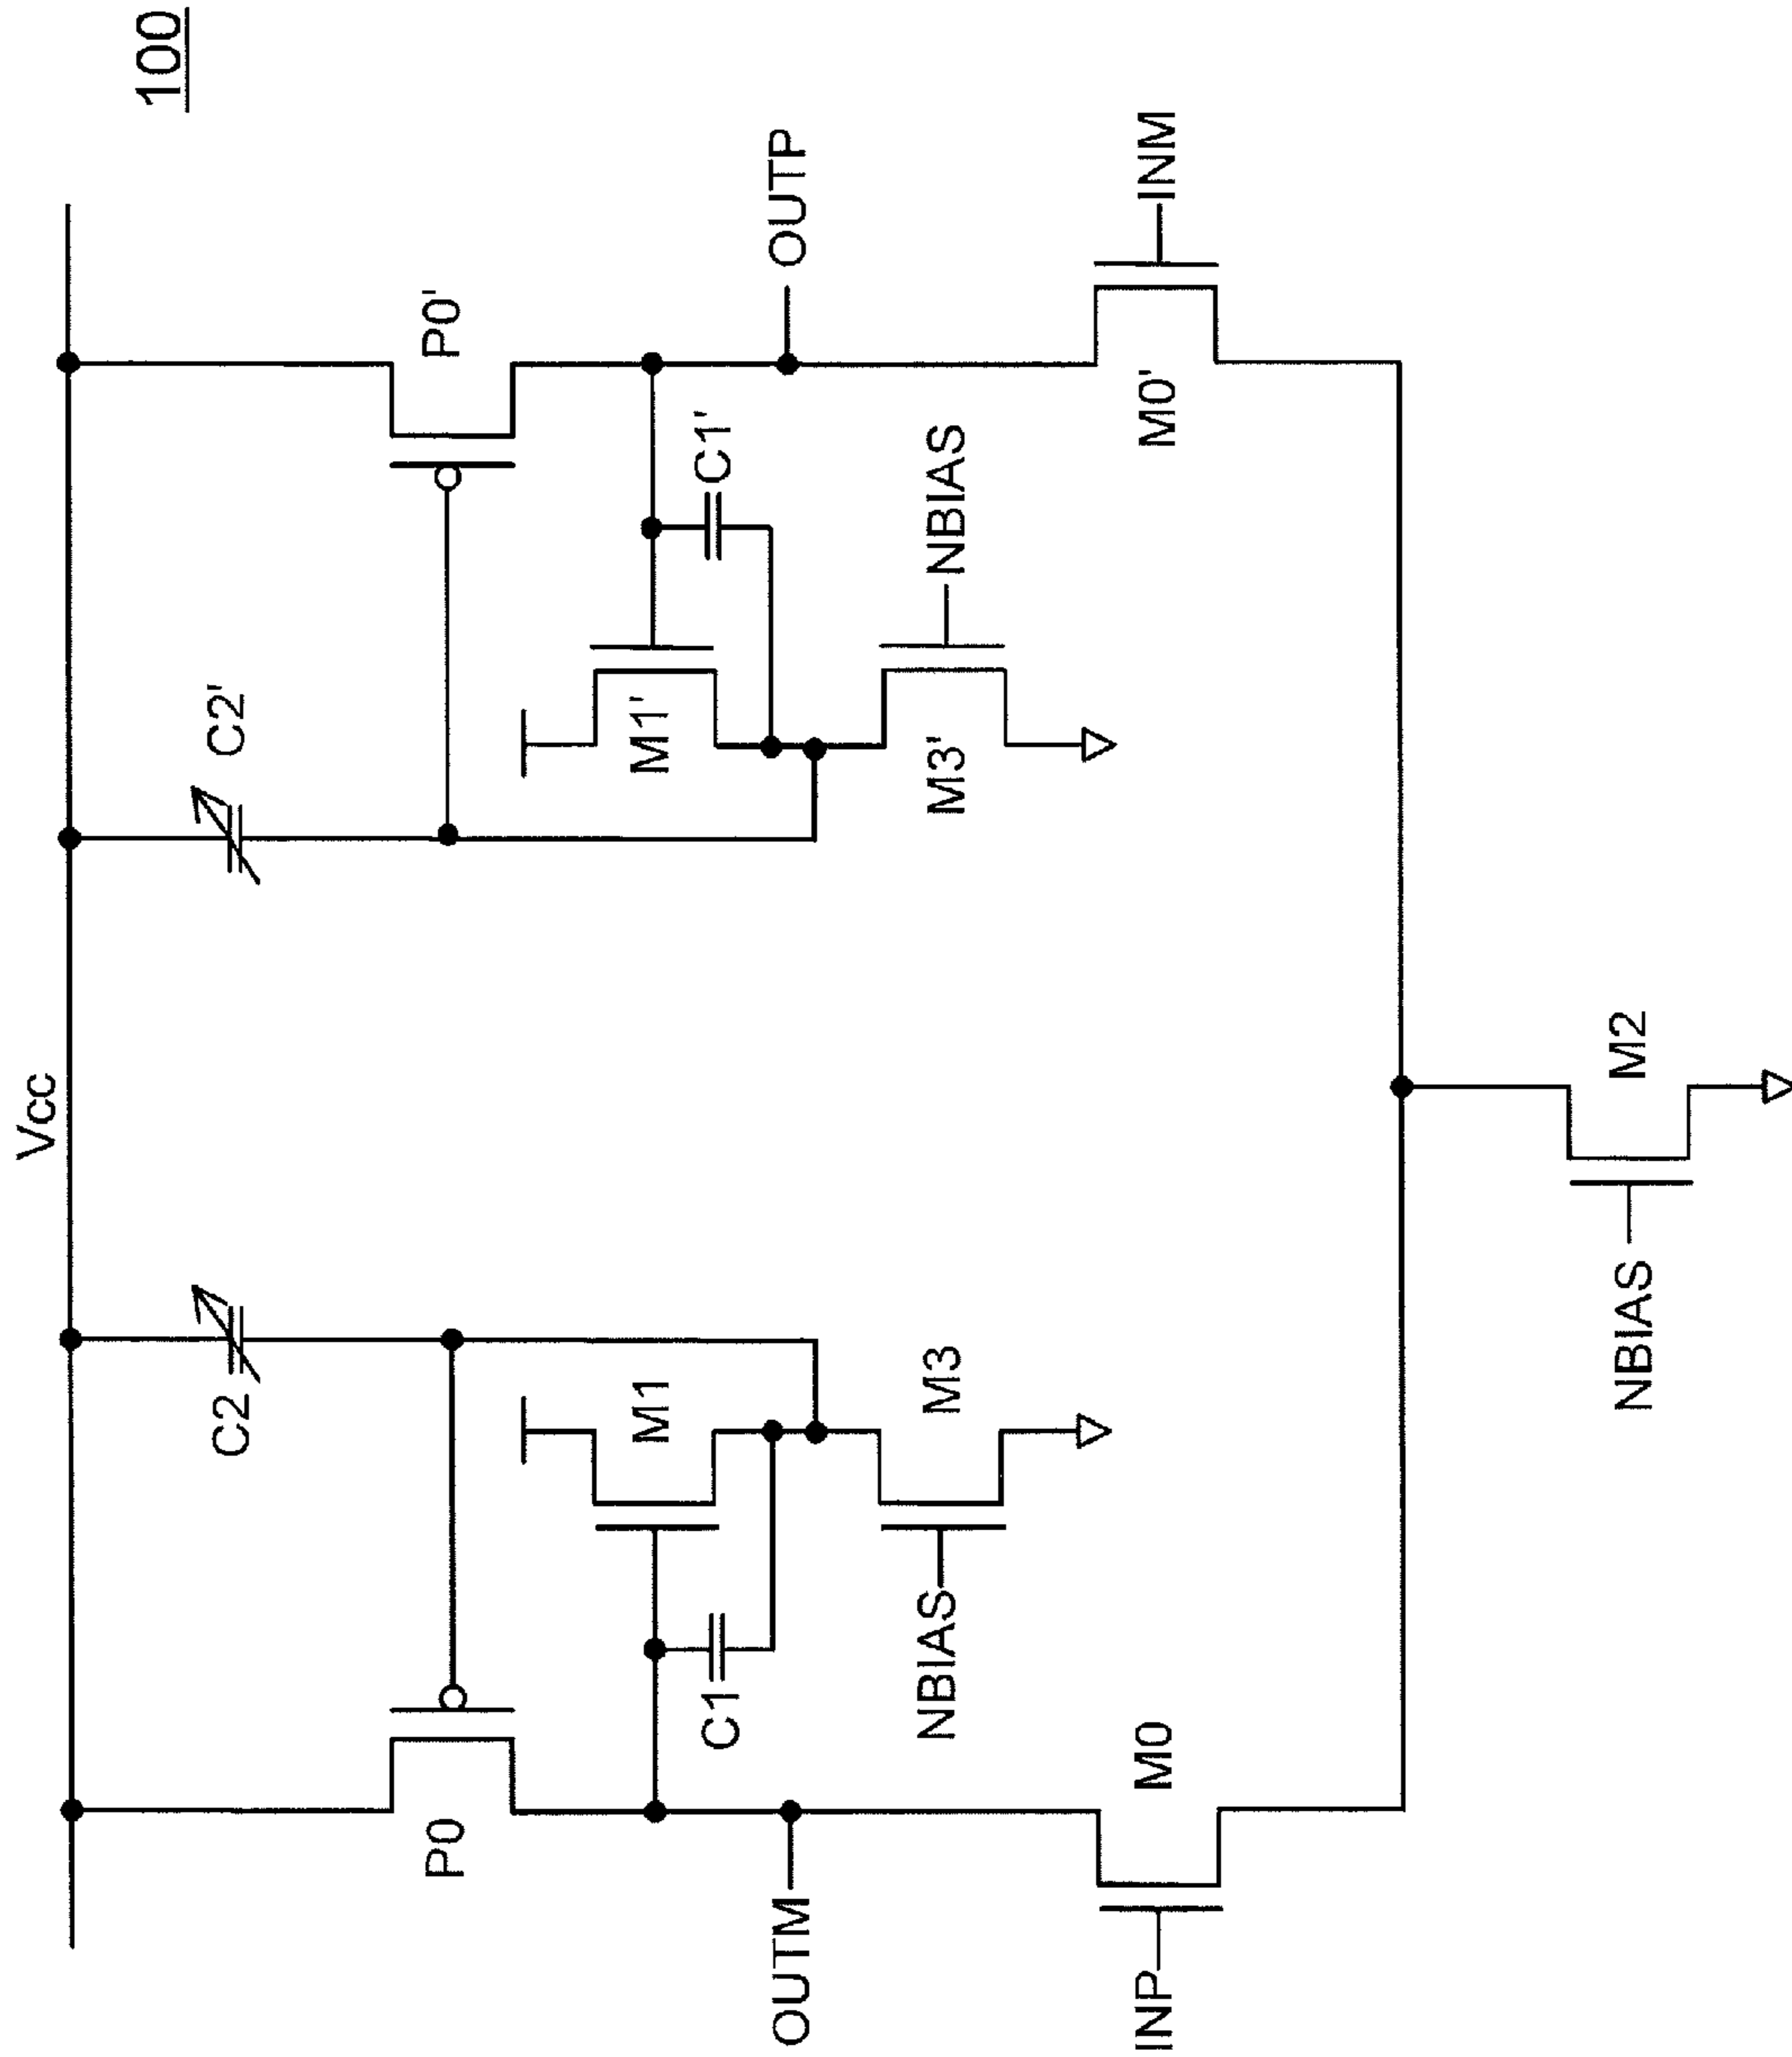 100
Vcc
C2
C2'
P0
P0'
M1
M1'
C1
C1'
OUTM
OUTP
NBIAS
M3
M3'
NBIAS
INP
M0
M0'
INM
NBIAS
M2